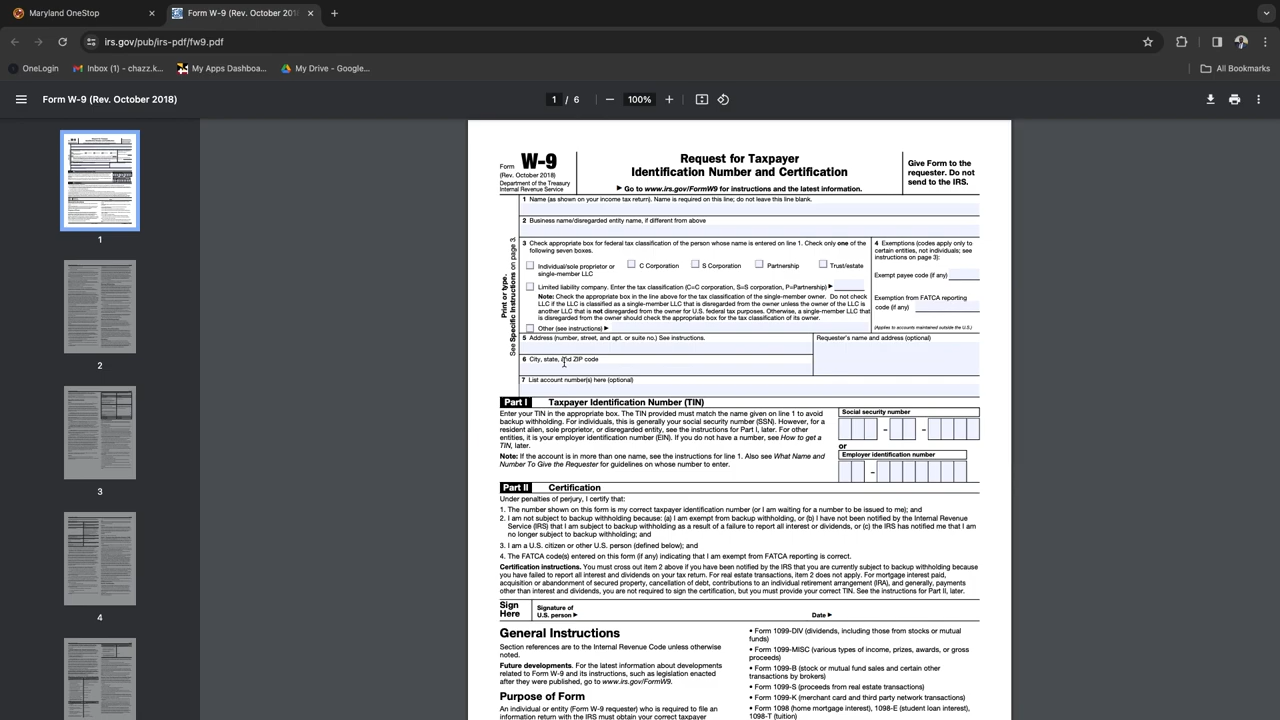 Maryland OneStop
Form W-9 (Rev. October 2018)
irs.gov/pub/irs-pdf/fw9.pdf
OneLogin
Inbox (1) - chazz.k...
My Apps Dashboa...
My Drive - Google...
All Bookmarks
Form W-9 (Rev. October 2018)
1 / 6
100%
1
2
3
4
Form W-9
(Rev. October 2018)
Department of the Treasury
Internal Revenue Service
Request for Taxpayer
Identification Number and Certification
▶ Go to www.irs.gov/FormW9 for instructions and the latest information.
Give Form to the
requester. Do not
send to the IRS.
Print or type.
See Specific Instructions on page 3.
1 Name (as shown on your income tax return). Name is required on this line; do not leave this line blank.
2 Business name/disregarded entity name, if different from above
3 Check appropriate box for federal tax classification of the person whose name is entered on line 1. Check only one of the
following seven boxes.
Individual/sole proprietor or
single-member LLC
C Corporation
S Corporation
Partnership
Trust/estate
Limited liability company. Enter the tax classification (C=C corporation, S=S corporation, P=Partnership) ▶
Note: Check the appropriate box in the line above for the tax classification of the single-member owner. Do not check
LLC if the LLC is classified as a single-member LLC that is disregarded from the owner unless the owner of the LLC is
another LLC that is not disregarded from the owner for U.S. federal tax purposes. Otherwise, a single-member LLC that
is disregarded from the owner should check the appropriate box for the tax classification of its owner.
Other (see instructions) ▶
4 Exemptions (codes apply only to
certain entities, not individuals; see
instructions on page 3):
Exempt payee code (if any)
Exemption from FATCA reporting
code (if any)
(Applies to accounts maintained outside the U.S.)
5 Address (number, street, and apt. or suite no.) See instructions.
Requester's name and address (optional)
6 City, state, and ZIP code
7 List account number(s) here (optional)
Part I Taxpayer Identification Number (TIN)
Enter your TIN in the appropriate box. The TIN provided must match the name given on line 1 to avoid
backup withholding. For individuals, this is generally your social security number (SSN). However, for a
resident alien, sole proprietor, or disregarded entity, see the instructions for Part I, later. For other
entities, it is your employer identification number (EIN). If you do not have a number, see How to get a
TIN, later.
Note: If the account is in more than one name, see the instructions for line 1. Also see What Name and
Number To Give the Requester for guidelines on whose number to enter.
Social security number
– –
or
Employer identification number
–
Part II Certification
Under penalties of perjury, I certify that:
1. The number shown on this form is my correct taxpayer identification number (or I am waiting for a number to be issued to me); and
2. I am not subject to backup withholding because: (a) I am exempt from backup withholding, or (b) I have not been notified by the Internal Revenue
Service (IRS) that I am subject to backup withholding as a result of a failure to report all interest or dividends, or (c) the IRS has notified me that I am
no longer subject to backup withholding; and
3. I am a U.S. citizen or other U.S. person (defined below); and
4. The FATCA code(s) entered on this form (if any) indicating that I am exempt from FATCA reporting is correct.
Certification instructions. You must cross out item 2 above if you have been notified by the IRS that you are currently subject to backup withholding because
you have failed to report all interest and dividends on your tax return. For real estate transactions, item 2 does not apply. For mortgage interest paid,
acquisition or abandonment of secured property, cancellation of debt, contributions to an individual retirement arrangement (IRA), and generally, payments
other than interest and dividends, you are not required to sign the certification, but you must provide your correct TIN. See the instructions for Part II, later.
Sign
Here
Signature of
U.S. person ▶
Date ▶
General Instructions
Section references are to the Internal Revenue Code unless otherwise
noted.
Future developments. For the latest information about developments
related to Form W-9 and its instructions, such as legislation enacted
after they were published, go to www.irs.gov/FormW9.
Purpose of Form
An individual or entity (Form W-9 requester) who is required to file an
information return with the IRS must obtain your correct taxpayer
• Form 1099-DIV (dividends, including those from stocks or mutual
funds)
• Form 1099-MISC (various types of income, prizes, awards, or gross
proceeds)
• Form 1099-B (stock or mutual fund sales and certain other
transactions by brokers)
• Form 1099-S (proceeds from real estate transactions)
• Form 1099-K (merchant card and third party network transactions)
• Form 1098 (home mortgage interest), 1098-E (student loan interest),
1098-T (tuition)